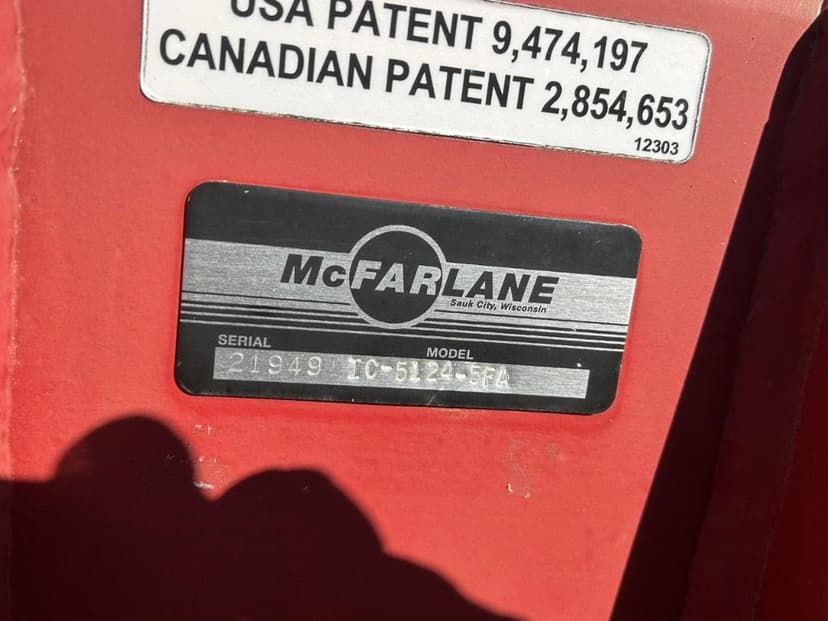 USA PATENT 9,474,197
CANADIAN PATENT 2,854,653
12303
McFARLANE
Sauk City, Wisconsin
SERIAL MODEL
21949 IC-5124-5FA